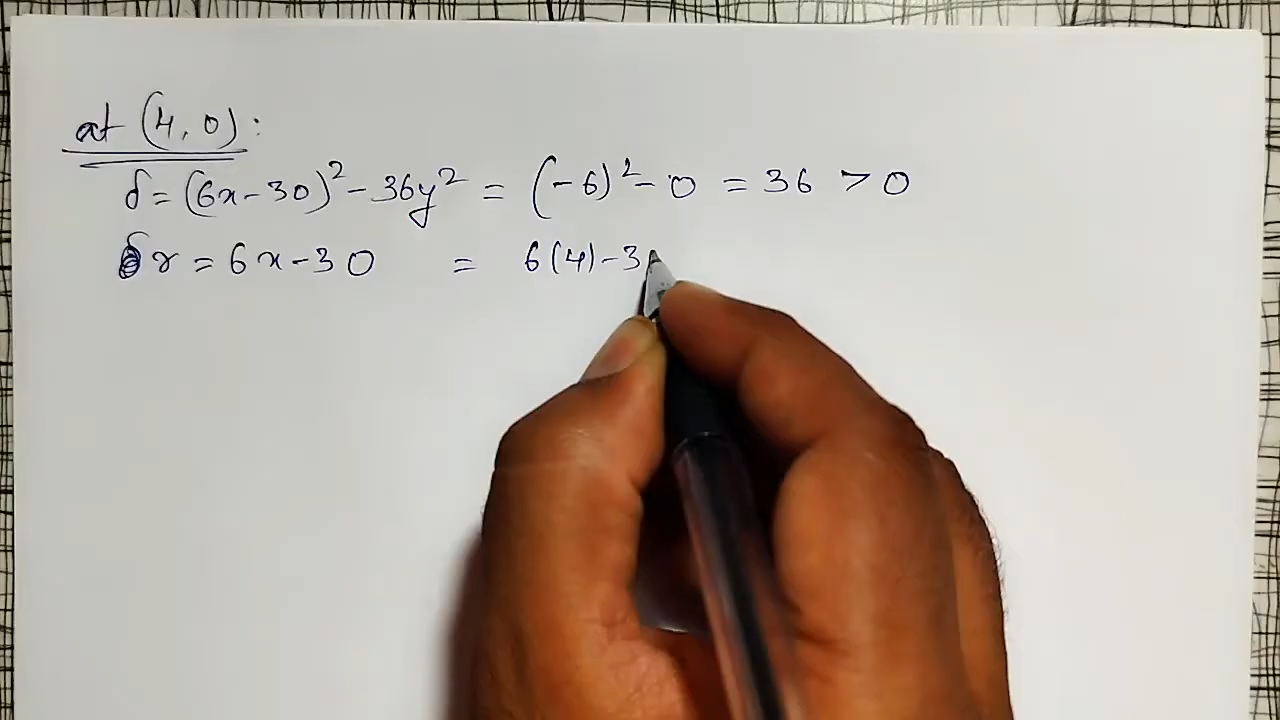 at (4, 0) :
δ = (6x-30)² - 36y² = (-6)² - 0 = 36 > 0
r = 6x-30 = 6(4)-3